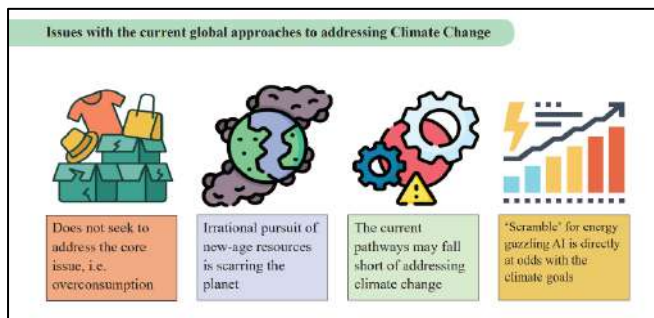 Issues with the current global approaches to addressing Climate Change
Does not seek to
address the core
issue, i.e.
overconsumption
Irrational pursuit of
new-age resources
is scarring the
planet
The current
pathways may fall
short of addressing
climate change
'Scramble' for energy
guzzling AI is directly
at odds with the
climate goals